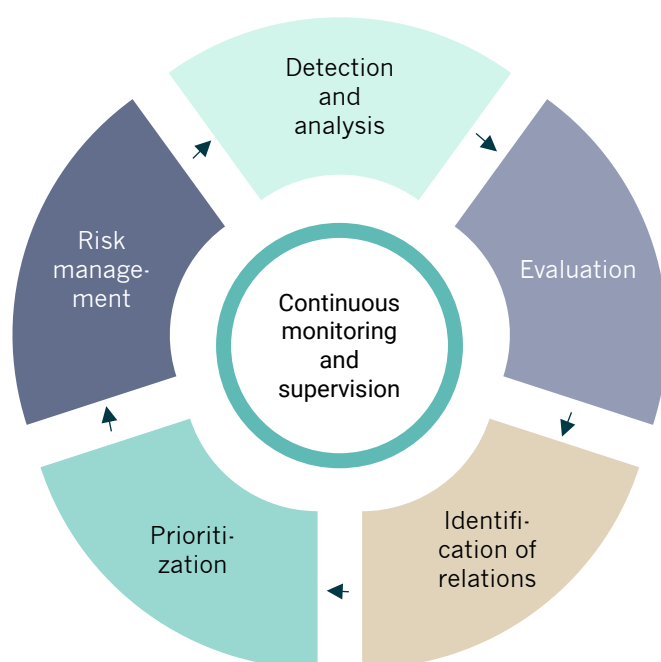 Detection
and
analysis
Evaluation
Identifi-
cation of
relations
Prioriti-
zation
Risk
manage-
ment
Continuous
monitoring
and
supervision